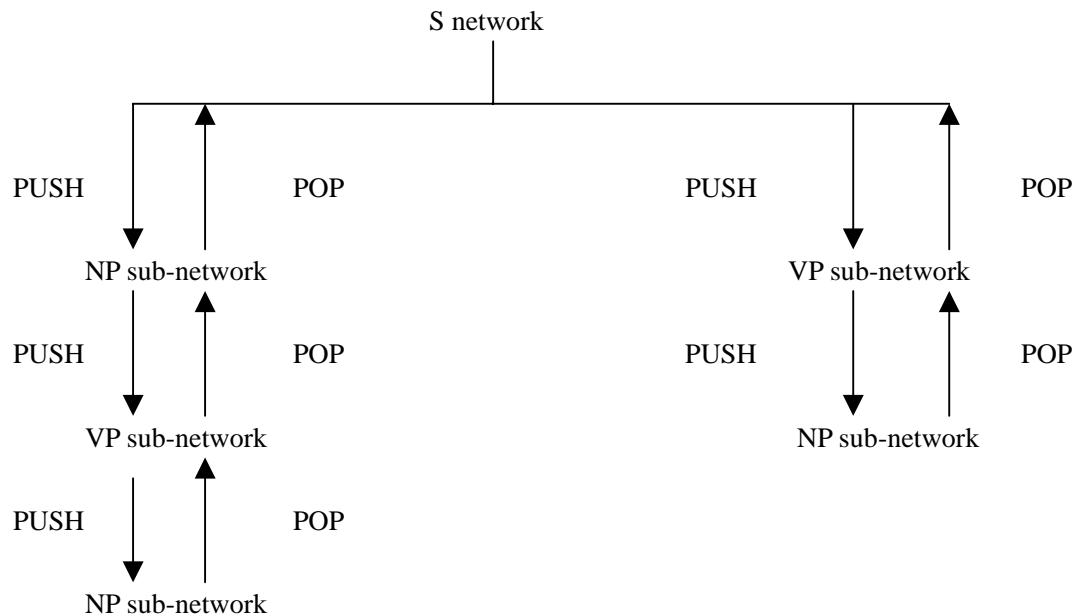 S network
PUSH POP PUSH POP
NP sub-network VP sub-network
PUSH POP PUSH POP
VP sub-network NP sub-network
PUSH POP
NP sub-network